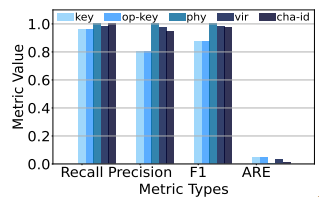 key op-key phy vir cha-id
1.0
0.8
0.6
0.4
0.2
0.0
Metric Value
Recall Precision F1 ARE
Metric Types